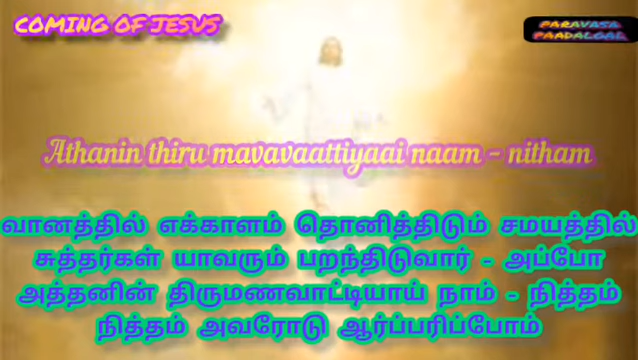 COMING OF JESUS
PARAVASA
PAADALGAL
Athanin thiru mavavaattiyaai naam - nitham
வானத்தில் எக்காளம் தொனித்திடும் சமயத்தில்
சுத்தர்கள் யாவரும் பறந்திடுவார் - அப்போ
அத்தனின் திருமணவாட்டியாய் நாம் - நித்தம்
நித்தம் அவரோடு ஆர்ப்பரிப்போம்